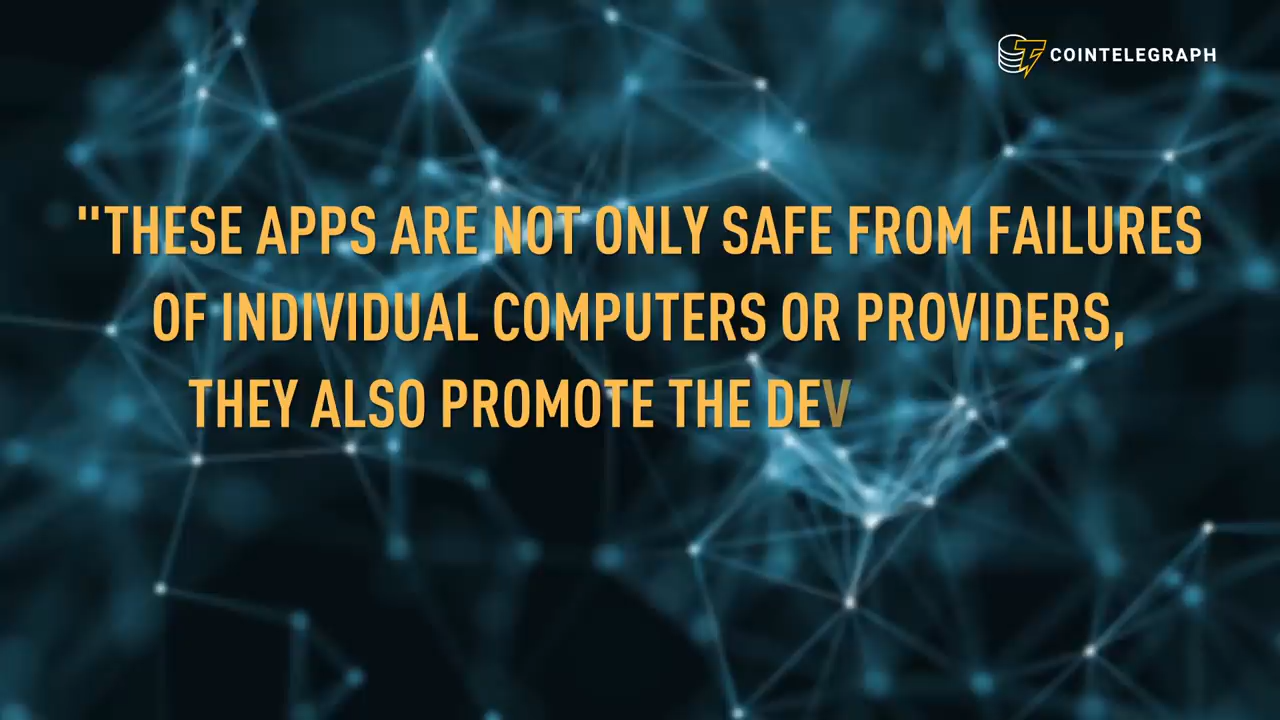 COINTELEGRAPH
"THESE APPS ARE NOT ONLY SAFE FROM FAILURES
OF INDIVIDUAL COMPUTERS OR PROVIDERS,
THEY ALSO PROMOTE THE DEV